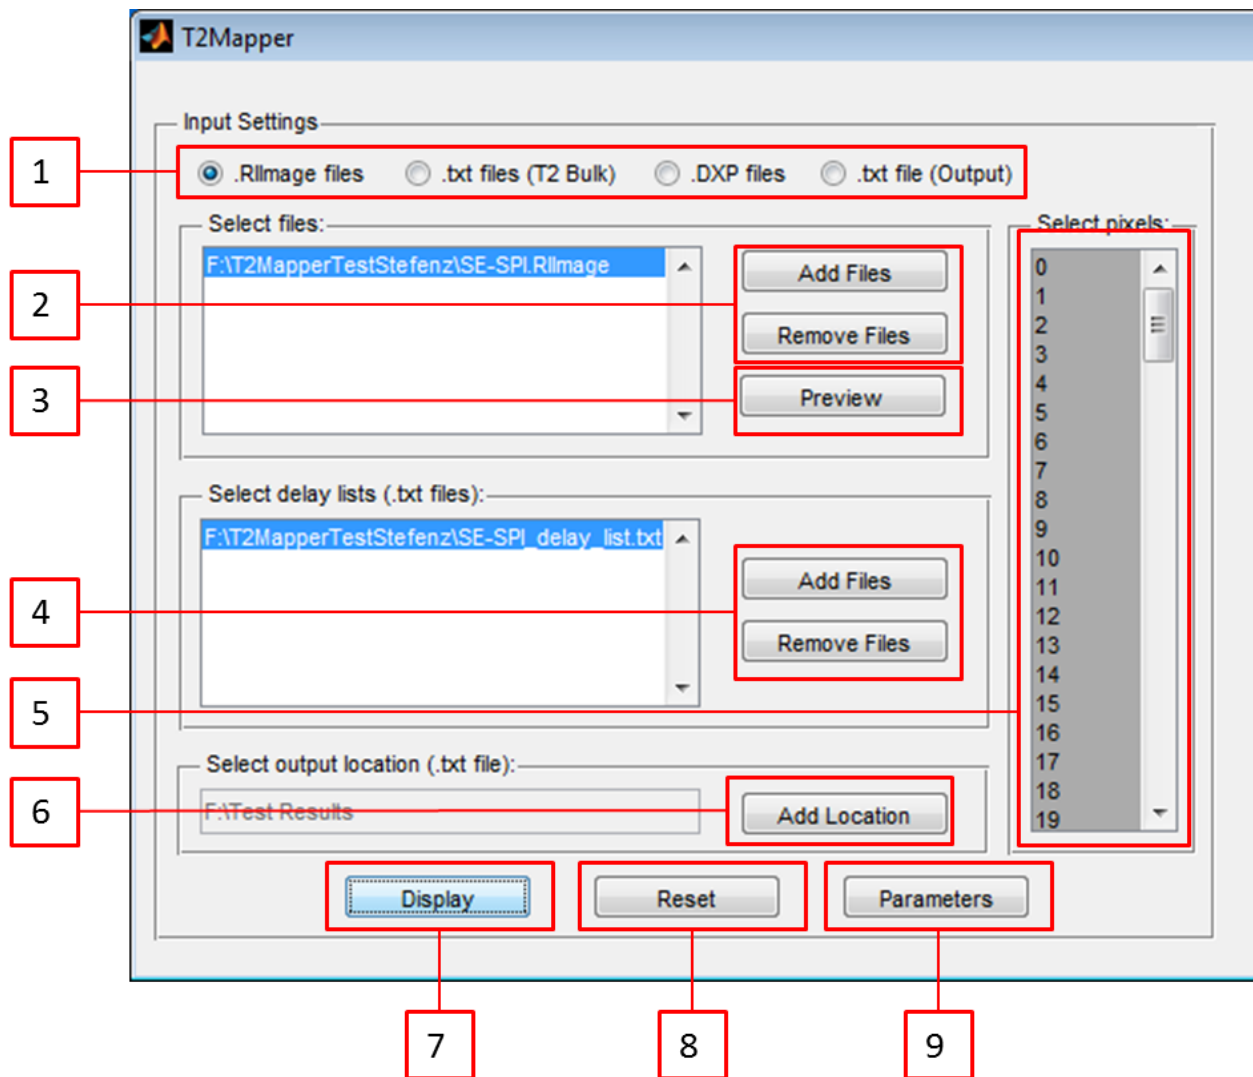 T2Mapper
Input Settings
1
.RIImage files .txt files (T2 Bulk) .DXP files .txt file (Output)
Select files:
Select pixels:
F:\T2MapperTestStefenz\SE-SPI.RIImage
2
Add Files
Remove Files
3
Preview
Select delay lists (.txt files):
F:\T2MapperTestStefenz\SE-SPI_delay_list.txt
4
Add Files
Remove Files
5
0
1
2
3
4
5
6
7
8
9
10
11
12
13
14
15
16
17
18
19
Select output location (.txt file):
6
F:\Test Results
Add Location
Display Reset Parameters
7 8 9